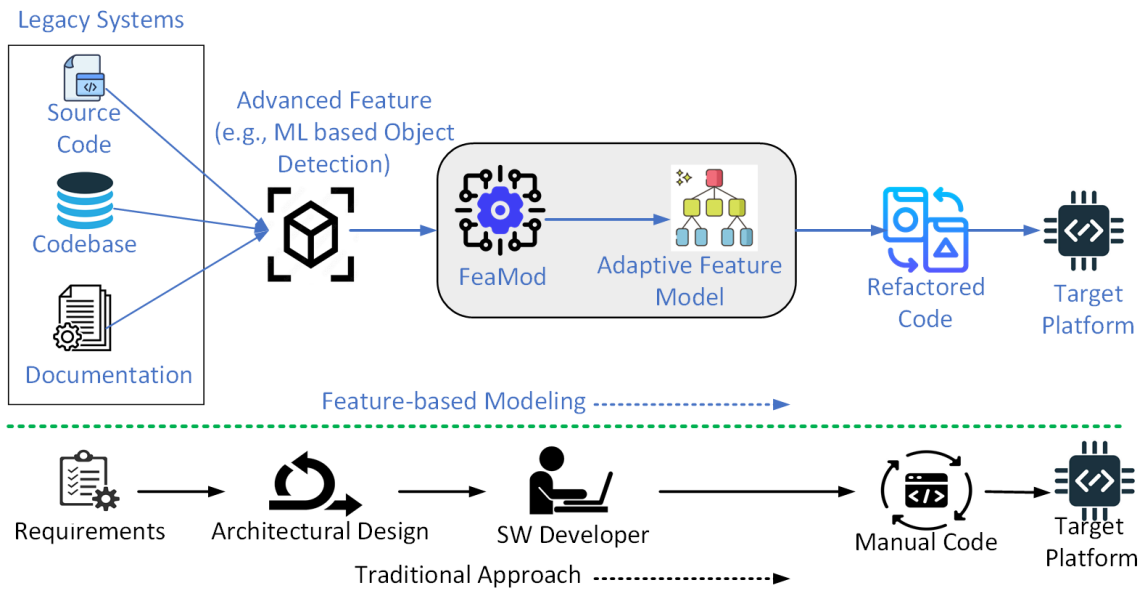 Legacy Systems
Source
Code
Codebase
Documentation
Advanced Feature
(e.g., ML based Object
Detection)
FeaMod
Adaptive Feature
Model
Refactored
Code
Target
Platform
Feature-based Modeling
Requirements
Architectural Design
SW Developer
Manual Code
Target
Platform
Traditional Approach